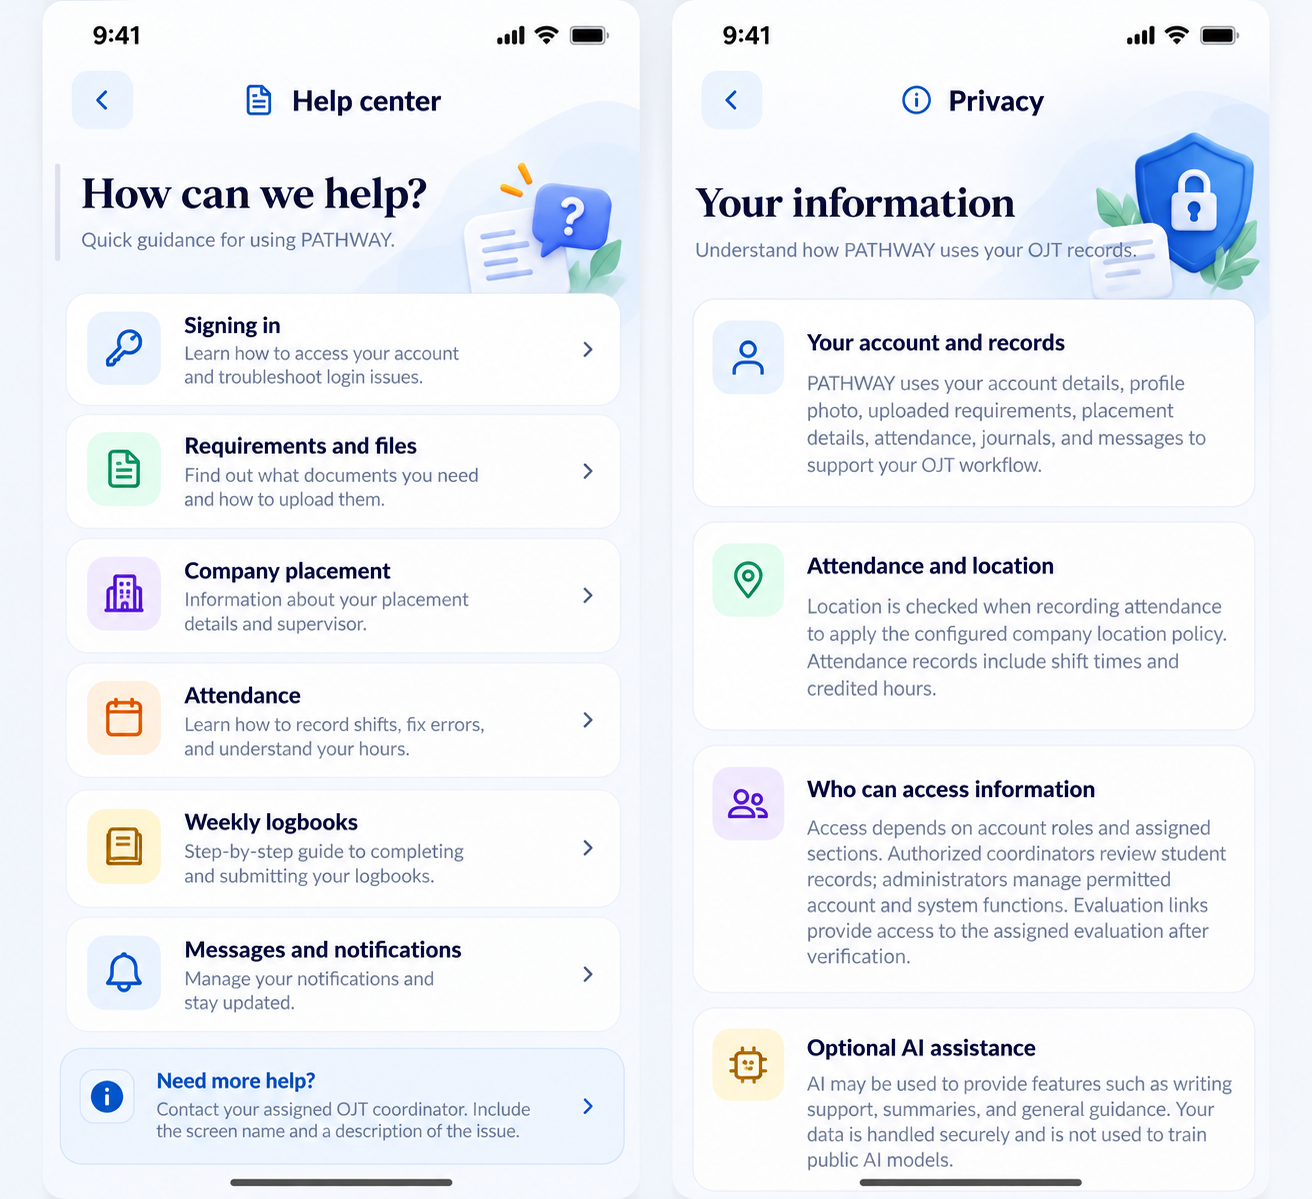 9:41
Help center
How can we help?
Quick guidance for using PATHWAY.
Signing in
Learn how to access your account
and troubleshoot login issues.
Requirements and files
Find out what documents you need
and how to upload them.
Company placement
Information about your placement
details and supervisor.
Attendance
Learn how to record shifts, fix errors,
and understand your hours.
Weekly logbooks
Step-by-step guide to completing
and submitting your logbooks.
Messages and notifications
Manage your notifications and
stay updated.
Need more help?
Contact your assigned OJT coordinator. Include
the screen name and a description of the issue.
9:41
Privacy
Your information
Understand how PATHWAY uses your OJT records.
Your account and records
PATHWAY uses your account details, profile
photo, uploaded requirements, placement
details, attendance, journals, and messages to
support your OJT workflow.
Attendance and location
Location is checked when recording attendance
to apply the configured company location policy.
Attendance records include shift times and
credited hours.
Who can access information
Access depends on account roles and assigned
sections. Authorized coordinators review student
records; administrators manage permitted
account and system functions. Evaluation links
provide access to the assigned evaluation after
verification.
Optional AI assistance
AI may be used to provide features such as writing
support, summaries, and general guidance. Your
data is handled securely and is not used to train
public AI models.